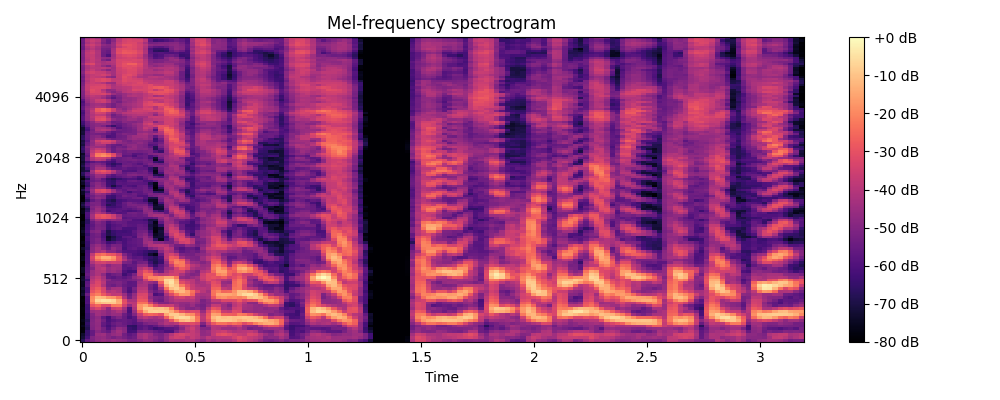 Mel-frequency spectrogram
+0 dB
-10 dB
-20 dB
-30 dB
-40 dB
-50 dB
-60 dB
-70 dB
-80 dB
Hz
4096
2048
1024
512
0
0
0.5
1
1.5
2
2.5
3
Time